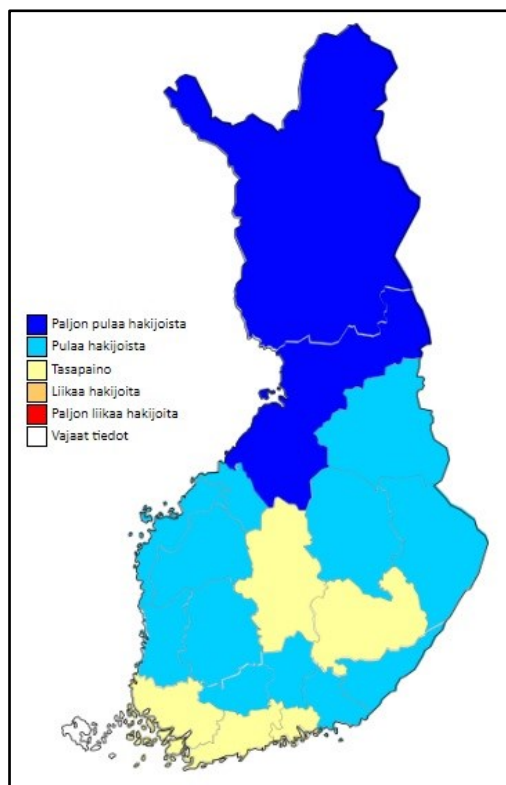 Paljon pulaa hakijoista
Pulaa hakijoista
Tasapaino
Liikaa hakijoita
Paljon liikaa hakijoita
Vajaat tiedot